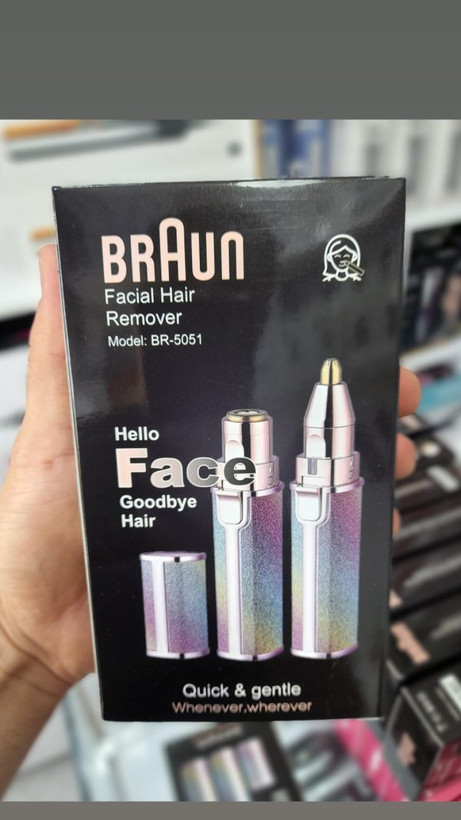 BRAUN
Facial Hair
Remover
Model: BR-5051
Hello
Face
Goodbye
Hair
Quick & gentle
Whenever,wherever